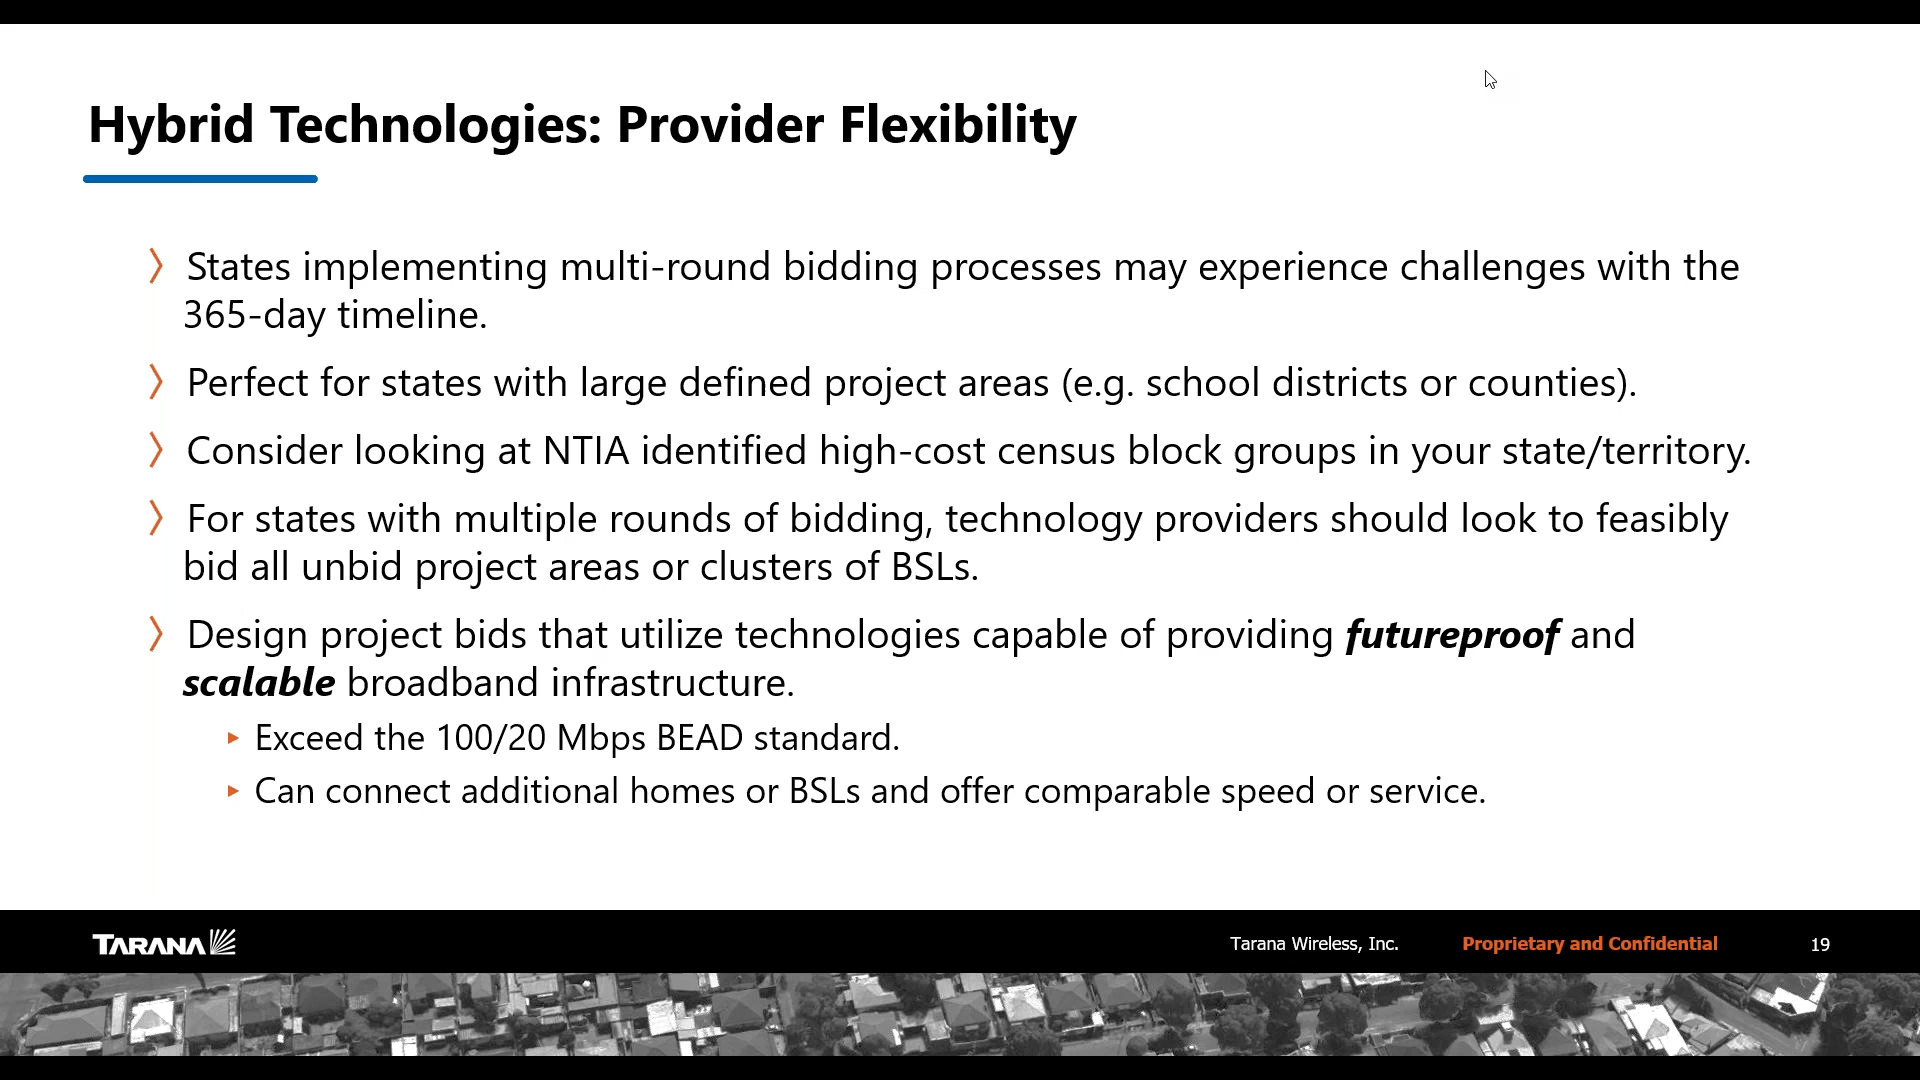 Hybrid Technologies: Provider Flexibility
States implementing multi-round bidding processes may experience challenges with the
365-day timeline.
Perfect for states with large defined project areas (e.g. school districts or counties).
Consider looking at NTIA identified high-cost census block groups in your state/territory.
For states with multiple rounds of bidding, technology providers should look to feasibly
bid all unbid project areas or clusters of BSLs.
Design project bids that utilize technologies capable of providing futureproof and
scalable broadband infrastructure.
Exceed the 100/20 Mbps BEAD standard.
Can connect additional homes or BSLs and offer comparable speed or service.
TARANA
Tarana Wireless, Inc.
Proprietary and Confidential
19